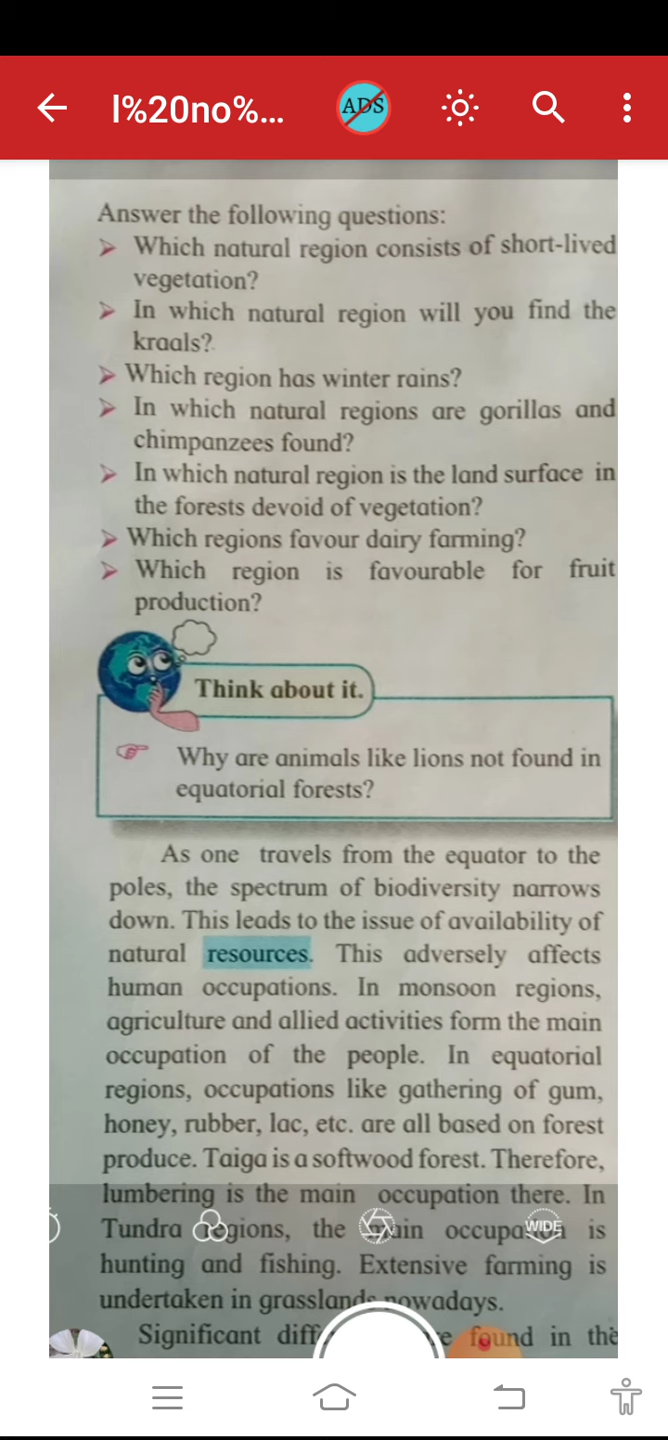 I%20no%...
ADS
Answer the following questions:
➤ Which natural region consists of short-lived
vegetation?
➤ In which natural region will you find the
kraals?
➤ Which region has winter rains?
➤ In which natural regions are gorillas and
chimpanzees found?
➤ In which natural region is the land surface in
the forests devoid of vegetation?
➤ Which regions favour dairy farming?
➤ Which region is favourable for fruit
production?
Think about it.
Why are animals like lions not found in
equatorial forests?
As one travels from the equator to the
poles, the spectrum of biodiversity narrows
down. This leads to the issue of availability of
natural resources. This adversely affects
human occupations. In monsoon regions,
agriculture and allied activities form the main
occupation of the people. In equatorial
regions, occupations like gathering of gum,
honey, rubber, lac, etc. are all based on forest
produce. Taiga is a softwood forest. Therefore,
lumbering is the main occupation there. In
Tundra regions, the main is
WIDE
hunting and fishing. Extensive farming is
undertaken in grasslands nowadays.
Significant found in the